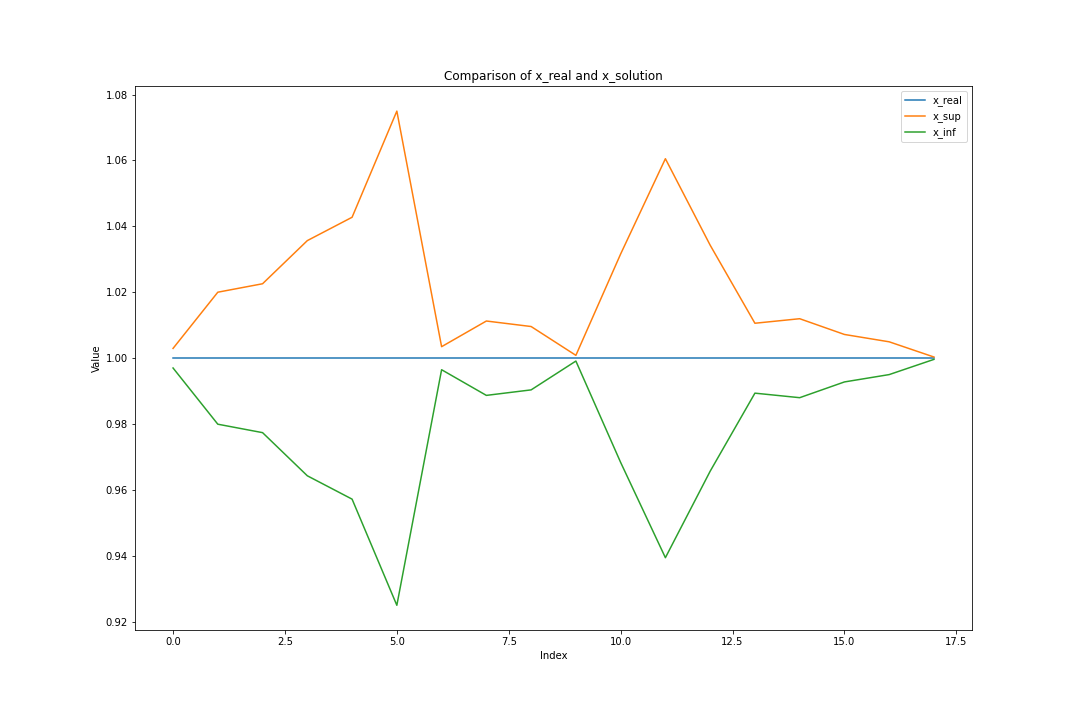 Comparison of x_real and x_solution
x_real
x_sup
x_inf
1.08
1.06
1.04
1.02
1.00
0.98
0.96
0.94
0.92
Value
0.0 2.5 5.0 7.5 10.0 12.5 15.0 17.5
Index